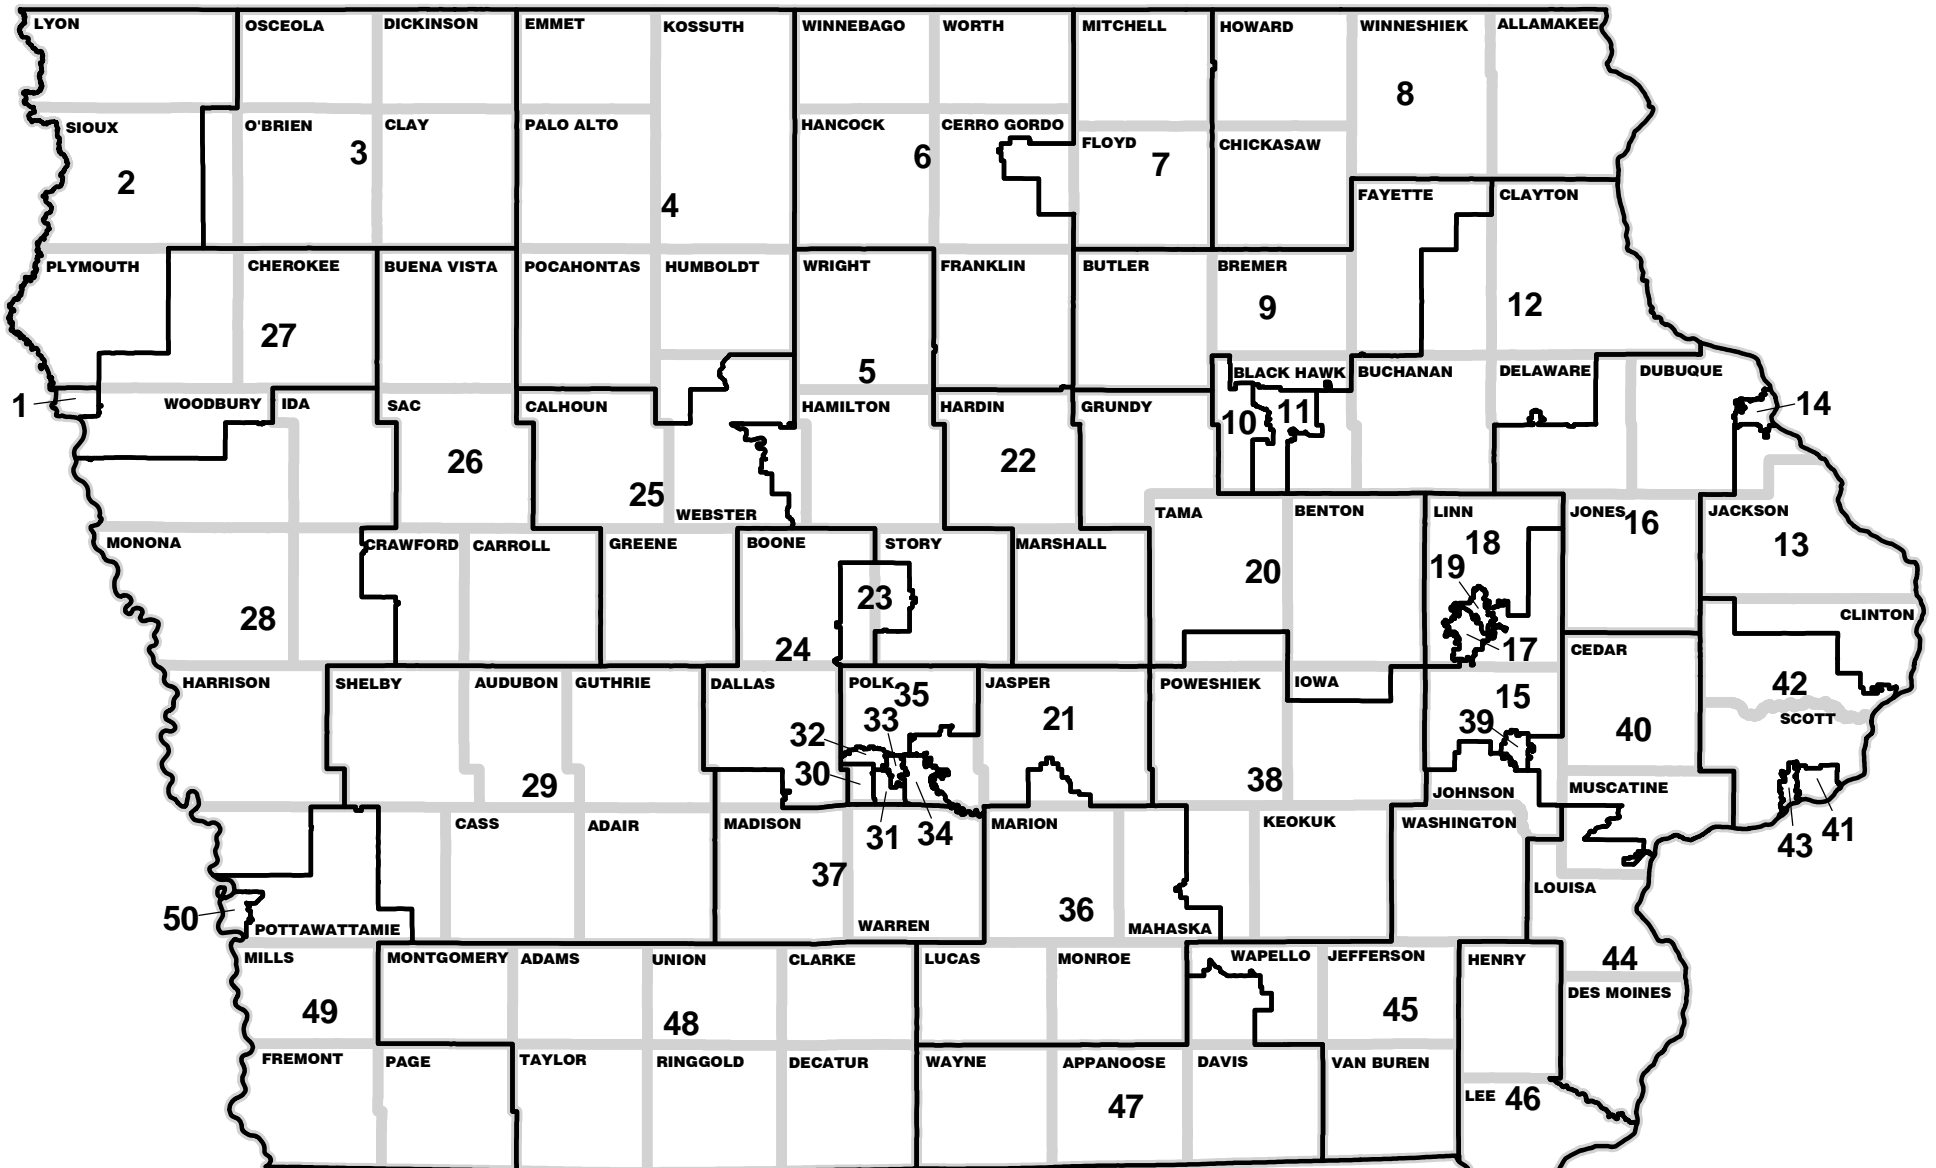 LYON OSCEOLA DICKINSON EMMET KOSSUTH WINNEBAGO WORTH MITCHELL HOWARD WINNESHIEK ALLAMAKEE
8
SIOUX O'BRIEN CLAY PALO ALTO HANCOCK CERRO GORDO FLOYD CHICKASAW
2 3 4 6 7
FAYETTE CLAYTON
PLYMOUTH CHEROKEE BUENA VISTA POCAHONTAS HUMBOLDT WRIGHT FRANKLIN BUTLER BREMER
27 5 9 12
BLACK HAWK BUCHANAN DELAWARE DUBUQUE
1 WOODBURY IDA SAC CALHOUN HAMILTON HARDIN GRUNDY 10 11 14
26 25 22
WEBSTER
TAMA BENTON LINN JONES 16 JACKSON
MONONA CRAWFORD CARROLL GREENE BOONE STORY MARSHALL 18 13
20 19
28 23 CLINTON
24 17 CEDAR
HARRISON SHELBY AUDUBON GUTHRIE DALLAS POLK 35 JASPER POWESHIEK IOWA 15 42
33 21 39 40 SCOTT
32
30 29 38 JOHNSON MUSCATINE
CASS ADAIR MADISON 31 34 MARION KEOKUK WASHINGTON 43 41
37 LOUISA
50 POTTAWATTAMIE WARREN 36 MAHASKA
MILLS MONTGOMERY ADAMS UNION CLARKE LUCAS MONROE WAPELLO JEFFERSON HENRY 44
DES MOINES
49 48 45
FREMONT PAGE TAYLOR RINGGOLD DECATUR WAYNE APPANOOSE DAVIS VAN BUREN
47 LEE 46